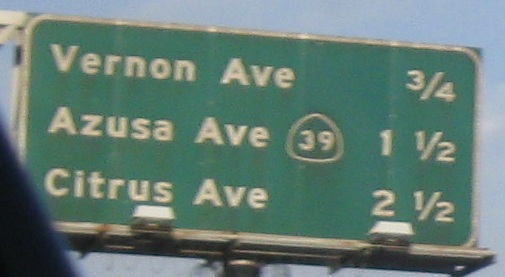 Vernon Ave 3/4
Azusa Ave 39 1 1/2
Citrus Ave 2 1/2